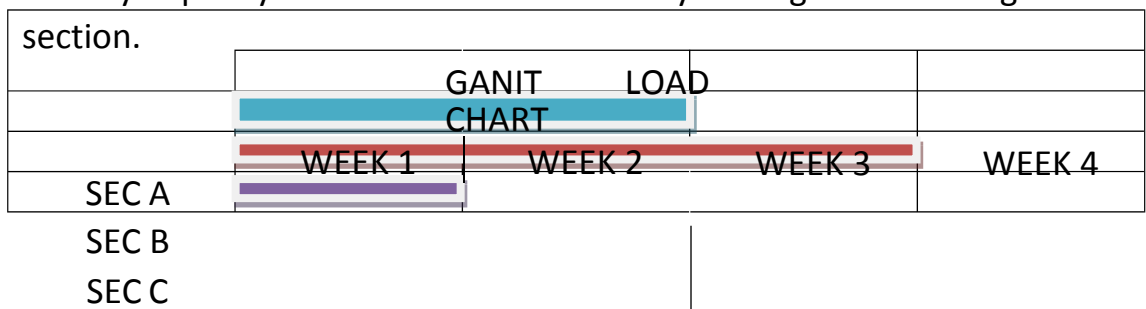 section.
GANIT LOAD
CHART
WEEK 1 WEEK 2 WEEK 3 WEEK 4
SEC A
SEC B
SEC C